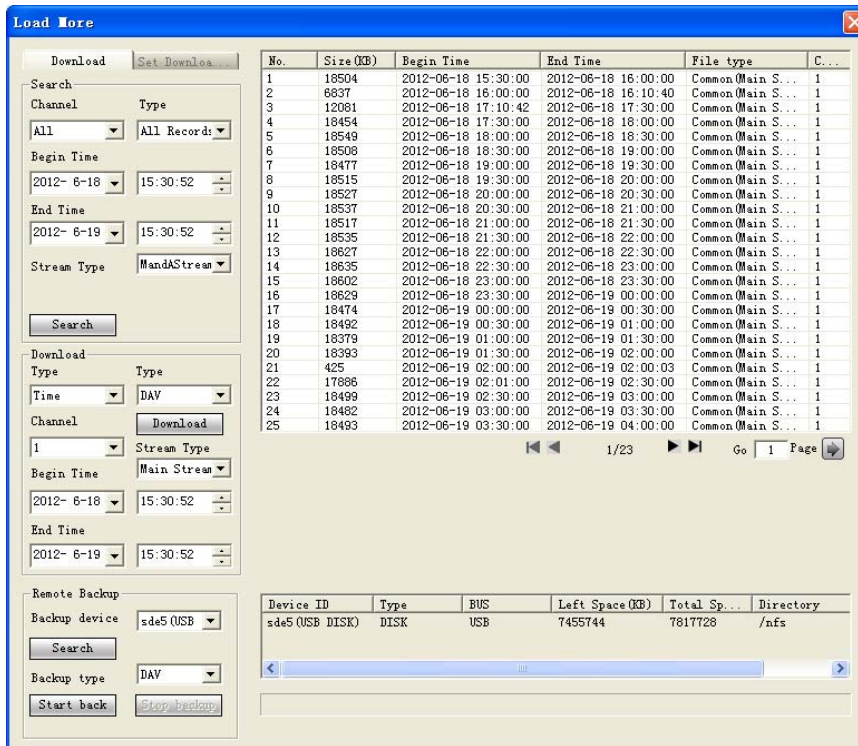 Load More
Download Set Downloa...
Search
Channel Type
All All Records
Begin Time
2012- 6-18 15:30:52
End Time
2012- 6-19 15:30:52
Stream Type MandAStream
Search
Download
Type Type
Time DAV
Channel Download
1 Stream Type
Begin Time Main Stream
2012- 6-18 15:30:52
End Time
2012- 6-19 15:30:52
Remote Backup
Backup device sde5(USB
Search
Backup type DAV
Start back Stop backup
No. Size(KB) Begin Time End Time File type C...
1 18504 2012-06-18 15:30:00 2012-06-18 16:00:00 Common(Main S... 1
2 6837 2012-06-18 16:00:00 2012-06-18 16:10:40 Common(Main S... 1
3 12081 2012-06-18 17:10:42 2012-06-18 17:30:00 Common(Main S... 1
4 18454 2012-06-18 17:30:00 2012-06-18 18:00:00 Common(Main S... 1
5 18549 2012-06-18 18:00:00 2012-06-18 18:30:00 Common(Main S... 1
6 18508 2012-06-18 18:30:00 2012-06-18 19:00:00 Common(Main S... 1
7 18477 2012-06-18 19:00:00 2012-06-18 19:30:00 Common(Main S... 1
8 18515 2012-06-18 19:30:00 2012-06-18 20:00:00 Common(Main S... 1
9 18527 2012-06-18 20:00:00 2012-06-18 20:30:00 Common(Main S... 1
10 18537 2012-06-18 20:30:00 2012-06-18 21:00:00 Common(Main S... 1
11 18517 2012-06-18 21:00:00 2012-06-18 21:30:00 Common(Main S... 1
12 18535 2012-06-18 21:30:00 2012-06-18 22:00:00 Common(Main S... 1
13 18627 2012-06-18 22:00:00 2012-06-18 22:30:00 Common(Main S... 1
14 18635 2012-06-18 22:30:00 2012-06-18 23:00:00 Common(Main S... 1
15 18602 2012-06-18 23:00:00 2012-06-18 23:30:00 Common(Main S... 1
16 18629 2012-06-18 23:30:00 2012-06-19 00:00:00 Common(Main S... 1
17 18474 2012-06-19 00:00:00 2012-06-19 00:30:00 Common(Main S... 1
18 18492 2012-06-19 00:30:00 2012-06-19 01:00:00 Common(Main S... 1
19 18379 2012-06-19 01:00:00 2012-06-19 01:30:00 Common(Main S... 1
20 18393 2012-06-19 01:30:00 2012-06-19 02:00:00 Common(Main S... 1
21 425 2012-06-19 02:00:00 2012-06-19 02:00:03 Common(Main S... 1
22 17886 2012-06-19 02:01:00 2012-06-19 02:30:00 Common(Main S... 1
23 18499 2012-06-19 02:30:00 2012-06-19 03:00:00 Common(Main S... 1
24 18482 2012-06-19 03:00:00 2012-06-19 03:30:00 Common(Main S... 1
25 18493 2012-06-19 03:30:00 2012-06-19 04:00:00 Common(Main S... 1
1/23 Go 1 Page
Device ID Type BUS Left Space(KB) Total Sp... Directory
sde5(USB DISK) DISK USB 7455744 7817728 /nfs